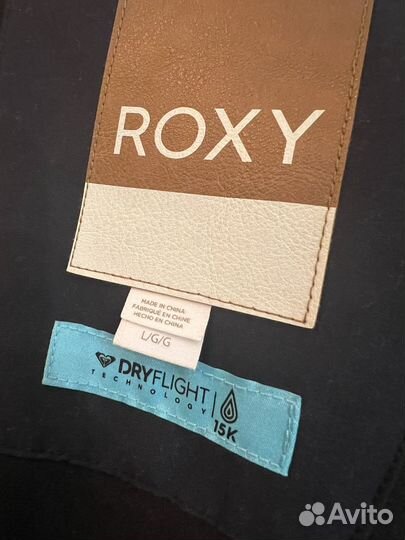 ROXY
MADE IN CHINA
FABRIQUÉ EN CHINE
HECHO EN CHINA
L/G/G
DRYFLIGHT
TECHNOLOGY
15K
Avito